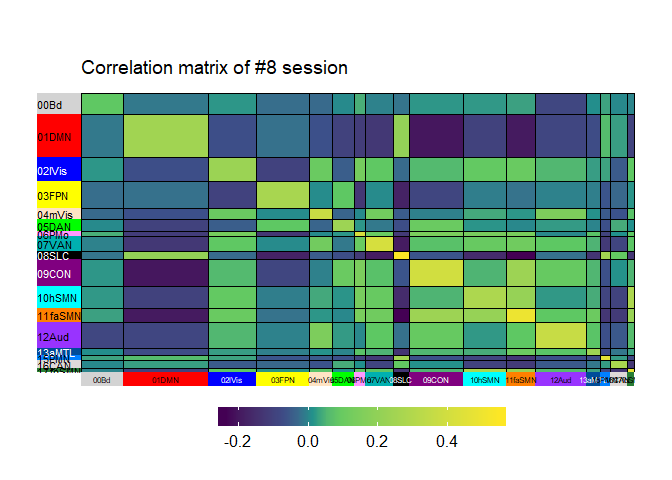 Correlation matrix of #8 session
00Bd
01DMN
02lVis
03FPN
04mVis
05DAN
06PMo
07VAN
08SLC
09CON
10hSMN
11faSMN
12Aud
13aMTL
00Bd 01DMN 02lVis 03FPN 04mVis 05DAN 07VAN 08SLC 09CON 10hSMN 11faSMN 12Aud
-0.2 0.0 0.2 0.4